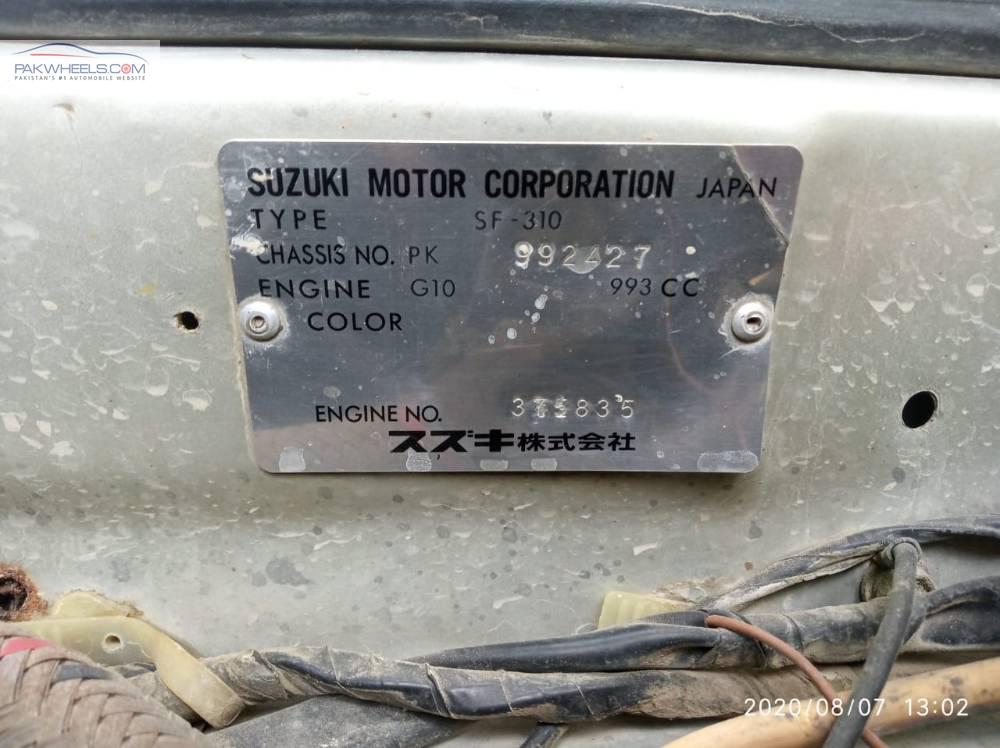 PAKWHEELS.COM
PAKISTAN'S #1 AUTOMOBILE WEBSITE
SUZUKI MOTOR CORPORATION JAPAN
TYPE SF-310
CHASSIS NO. PK 992427
ENGINE G10 993 CC
COLOR
ENGINE NO.
スズキ株式会社
2020/08/07 13:02